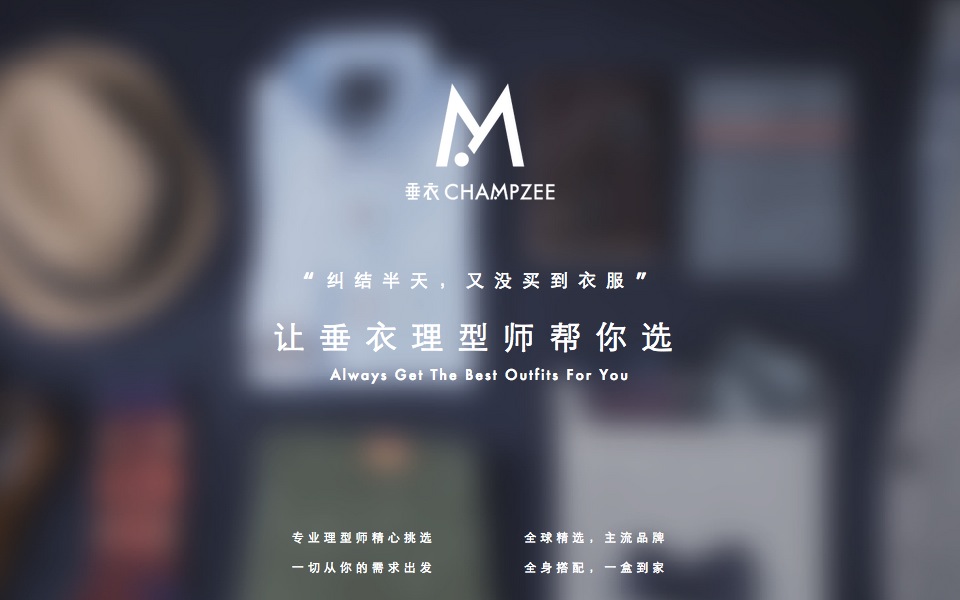 垂衣 CHAMPZEE
“纠结半天，又没买到衣服”
让垂衣理型师帮你选
Always Get The Best Outfits For You
专业理型师精心挑选
全球精选，主流品牌
一切从你的需求出发
全身搭配，一盒到家